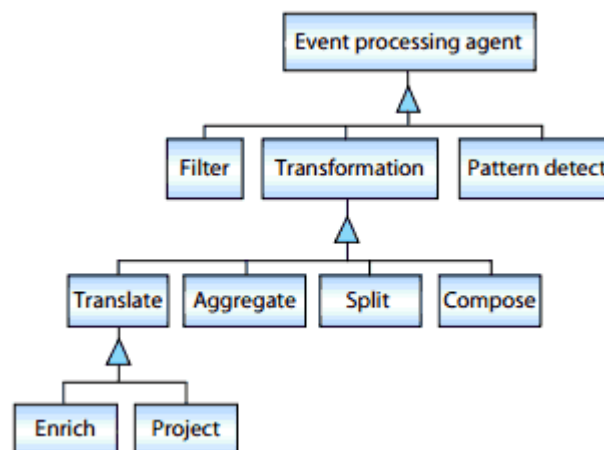 Event processing agent
Filter
Transformation
Pattern detect
Translate
Aggregate
Split
Compose
Enrich
Project